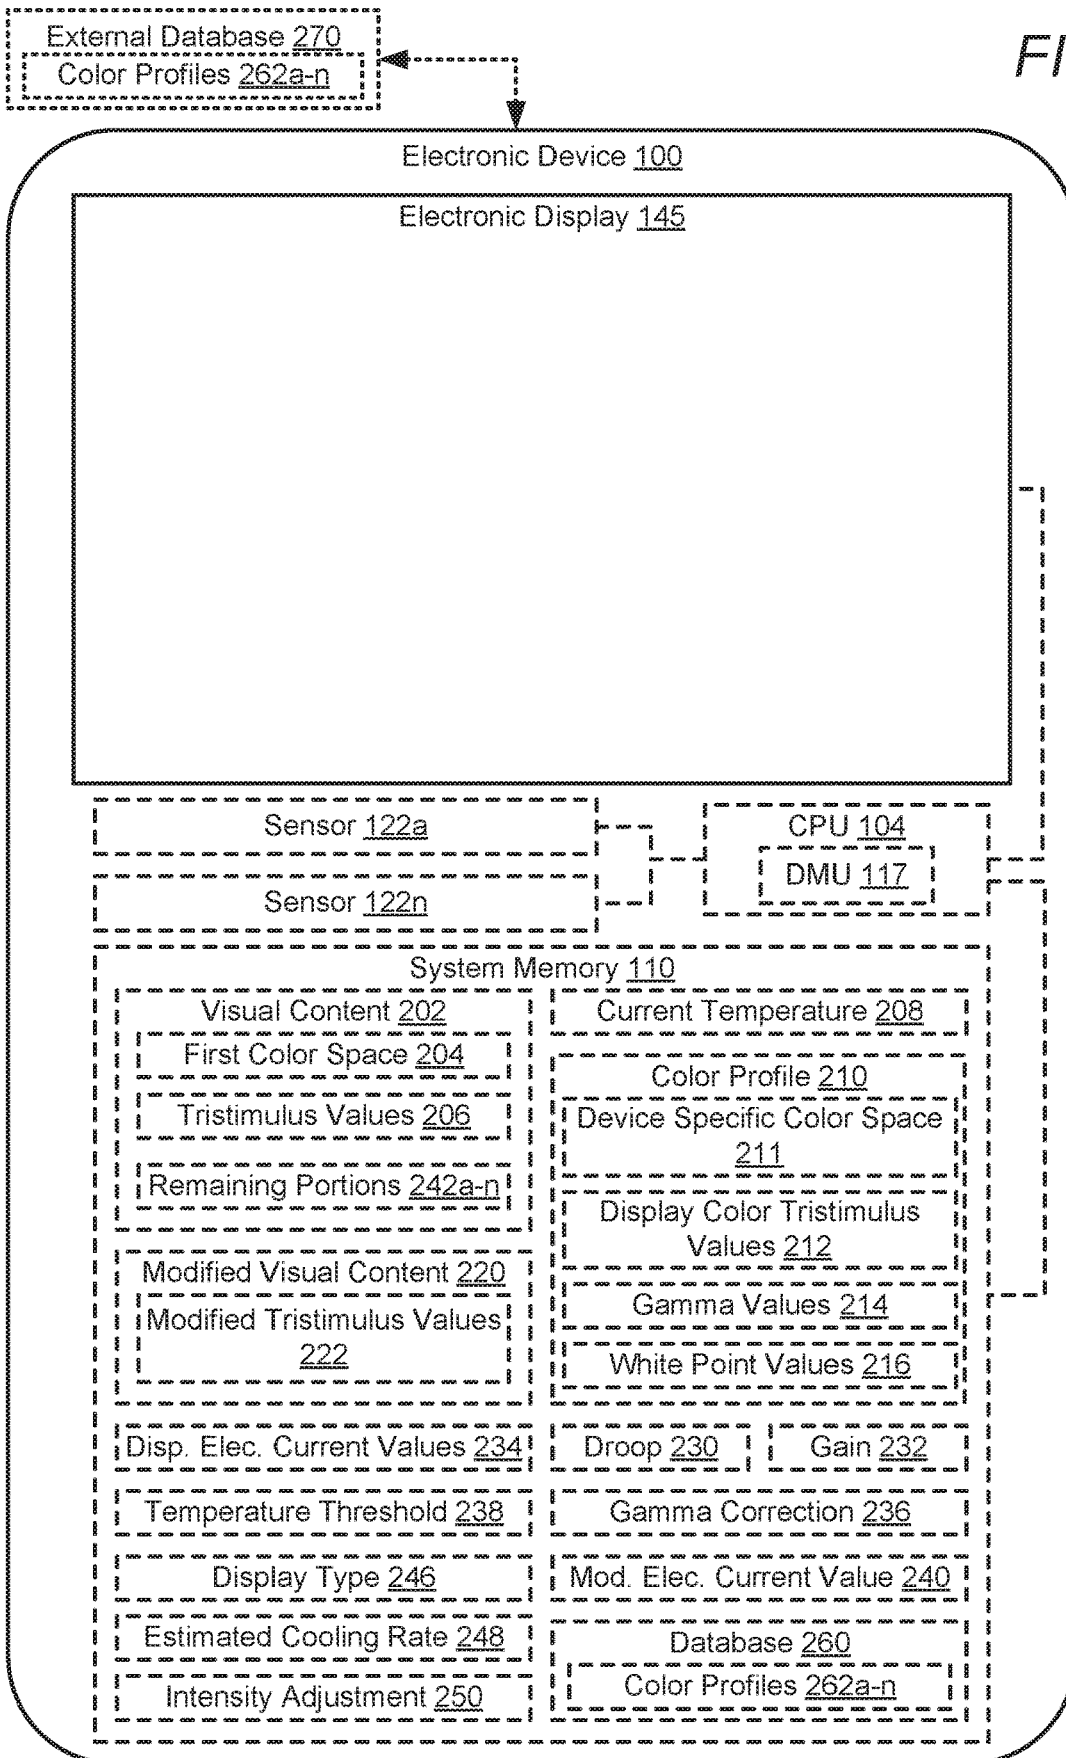 External Database 270
Color Profiles 262a-n
FI
Electronic Device 100
Electronic Display 145
Sensor 122a
Sensor 122n
CPU 104
DMU 117
System Memory 110
Visual Content 202
First Color Space 204
Tristimulus Values 206
Remaining Portions 242a-n
Modified Visual Content 220
Modified Tristimulus Values
222
Disp. Elec. Current Values 234
Temperature Threshold 238
Display Type 246
Estimated Cooling Rate 248
Intensity Adjustment 250
Current Temperature 208
Color Profile 210
Device Specific Color Space
211
Display Color Tristimulus
Values 212
Gamma Values 214
White Point Values 216
Droop 230
Gain 232
Gamma Correction 236
Mod. Elec. Current Value 240
Database 260
Color Profiles 262a-n